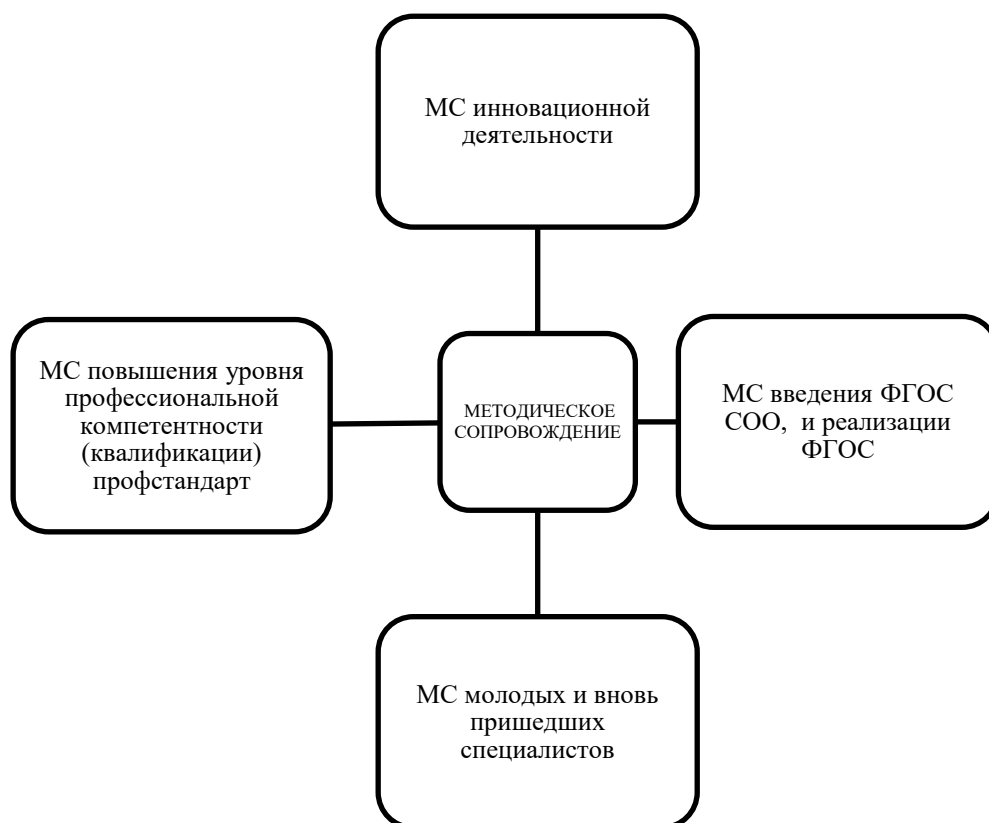 МС инновационной
деятельности
МС повышения уровня
профессиональной
компетентности
(квалификации)
профстандарт
МЕТОДИЧЕСКОЕ
СОПРОВОЖДЕНИЕ
МС введения ФГОС
СОО,  и реализации
ФГОС
МС молодых и вновь
пришедших
специалистов